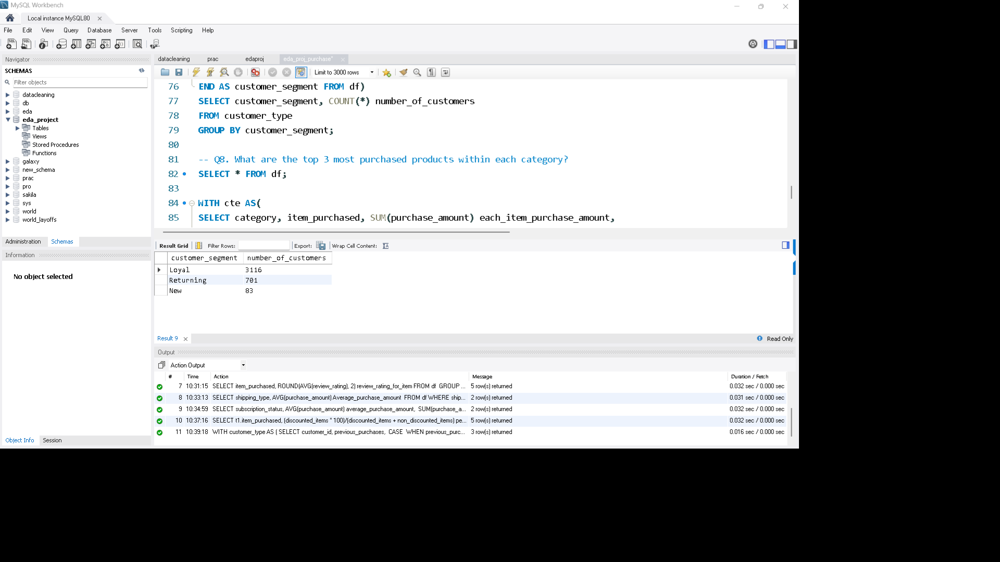 MySQL Workbench
Local instance MySQL80
File Edit View Query Database Server Tools Scripting Help
Navigator
SCHEMAS
Filter objects
datacleaning
db
eda
eda_project
Tables
Views
Stored Procedures
Functions
galaxy
new_schema
prac
pro
sakila
sys
world
world_layoffs
Administration Schemas
Information
No object selected
Object Info Session
datacleaning prac edaproj eda_proj_purchase*
Limit to 3000 rows
76 END AS customer_segment FROM df)
77 SELECT customer_segment, COUNT(*) number_of_customers
78 FROM customer_type
79 GROUP BY customer_segment;
80
81 -- Q8. What are the top 3 most purchased products within each category?
82 SELECT * FROM df;
83
84 WITH cte AS(
85 SELECT category, item_purchased, SUM(purchase_amount) each_item_purchase_amount,
Result Grid Filter Rows: Export: Wrap Cell Content:
customer_segment number_of_customers
Loyal 3116
Returning 701
New 83
Result 9 Read Only
Output
Action Output
# Time Action Message Duration / Fetch
7 10:31:15 SELECT item_purchased, ROUND(AVG(review_rating), 2) review_rating_for_item FROM df GROUP ... 5 row(s) returned 0.032 sec / 0.000 sec
8 10:33:13 SELECT shipping_type, AVG(purchase_amount) Average_purchase_amount FROM df WHERE ship... 2 row(s) returned 0.031 sec / 0.000 sec
9 10:34:59 SELECT subscription_status, AVG(purchase_amount) average_purchase_amount, SUM(purchase_a... 2 row(s) returned 0.032 sec / 0.000 sec
10 10:37:16 SELECT t1.item_purchased, (discounted_items * 100)/(discounted_items + non_discounted_items) pe... 5 row(s) returned 0.032 sec / 0.000 sec
11 10:39:18 WITH customer_type AS ( SELECT customer_id, previous_purchases, CASE WHEN previous_purc... 3 row(s) returned 0.016 sec / 0.000 sec